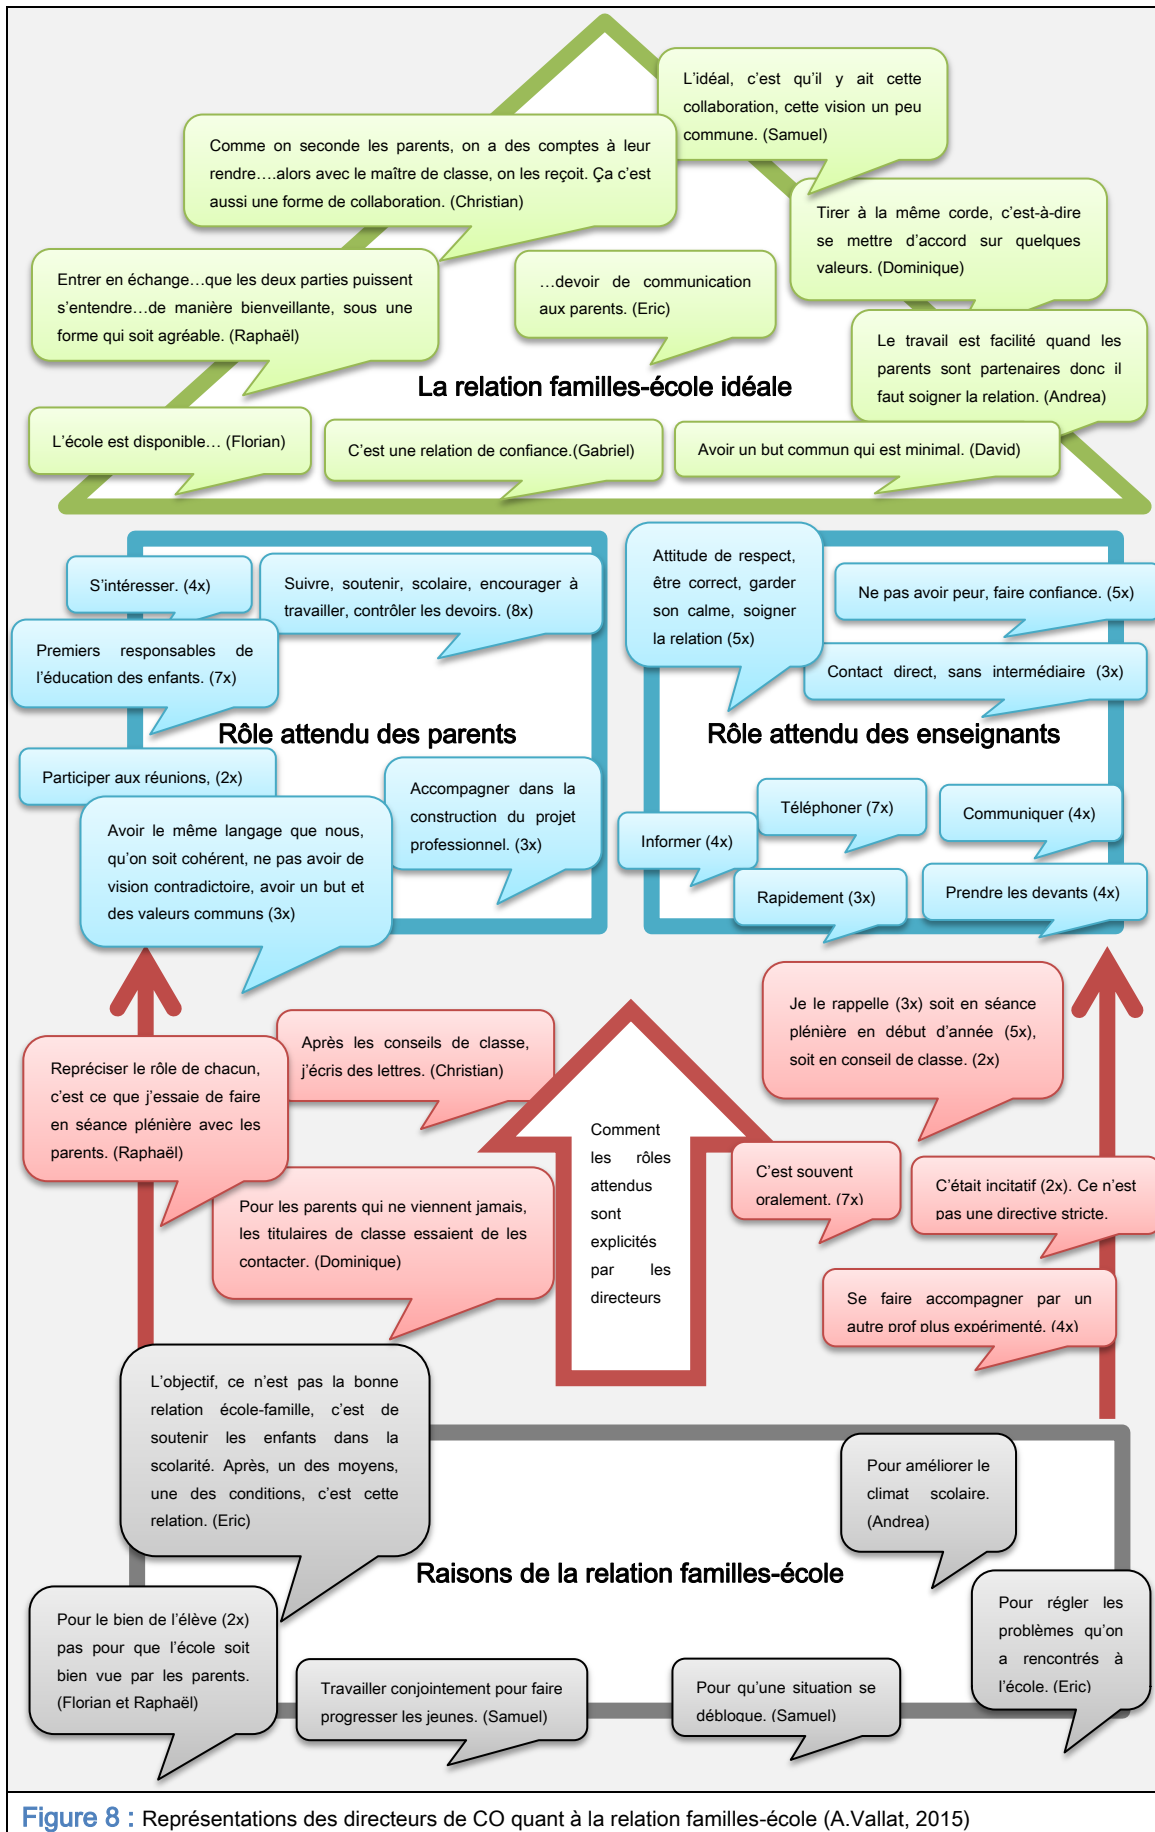 L'idéal, c'est qu'il y ait cette
collaboration, cette vision un peu
commune. (Samuel)
Comme on seconde les parents, on a des comptes à leur
rendre….alors avec le maître de classe, on les reçoit. Ça c'est
aussi une forme de collaboration. (Christian)
Tirer à la même corde, c'est-à-dire
se mettre d'accord sur quelques
valeurs. (Dominique)
Entrer en échange…que les deux parties puissent
s'entendre…de manière bienveillante, sous une
forme qui soit agréable. (Raphaël)
…devoir de communication
aux parents. (Eric)
Le travail est facilité quand les
parents sont partenaires donc il
faut soigner la relation. (Andrea)
La relation familles-école idéale
L'école est disponible… (Florian)
C'est une relation de confiance.(Gabriel)
Avoir un but commun qui est minimal. (David)
S'intéresser. (4x)
Suivre, soutenir, scolaire, encourager à
travailler, contrôler les devoirs. (8x)
Premiers responsables de
l'éducation des enfants. (7x)
Rôle attendu des parents
Participer aux réunions, (2x)
Accompagner dans la
construction du projet
professionnel. (3x)
Avoir le même langage que nous,
qu'on soit cohérent, ne pas avoir de
vision contradictoire, avoir un but et
des valeurs communs (3x)
Attitude de respect,
être correct, garder
son calme, soigner
la relation (5x)
Ne pas avoir peur, faire confiance. (5x)
Contact direct, sans intermédiaire (3x)
Rôle attendu des enseignants
Téléphoner (7x)
Communiquer (4x)
Informer (4x)
Rapidement (3x)
Prendre les devants (4x)
Je le rappelle (3x) soit en séance
plénière en début d'année (5x),
soit en conseil de classe. (2x)
Après les conseils de classe,
j'écris des lettres. (Christian)
Repréciser le rôle de chacun,
c'est ce que j'essaie de faire
en séance plénière avec les
parents. (Raphaël)
Pour les parents qui ne viennent jamais,
les titulaires de classe essaient de les
contacter. (Dominique)
Comment
les rôles
attendus
sont
explicités
par les
directeurs
C'est souvent
oralement. (7x)
C'était incitatif (2x). Ce n'est
pas une directive stricte.
Se faire accompagner par un
autre prof plus expérimenté. (4x)
L'objectif, ce n'est pas la bonne
relation école-famille, c'est de
soutenir les enfants dans la
scolarité. Après, un des moyens,
une des conditions, c'est cette
relation. (Eric)
Pour améliorer le
climat scolaire.
(Andrea)
Raisons de la relation familles-école
Pour le bien de l'élève (2x)
pas pour que l'école soit
bien vue par les parents.
(Florian et Raphaël)
Pour régler les
problèmes qu'on
a rencontrés à
l'école. (Eric)
Travailler conjointement pour faire
progresser les jeunes. (Samuel)
Pour qu'une situation se
débloque. (Samuel)
Figure 8 : Représentations des directeurs de CO quant à la relation familles-école (A.Vallat, 2015)